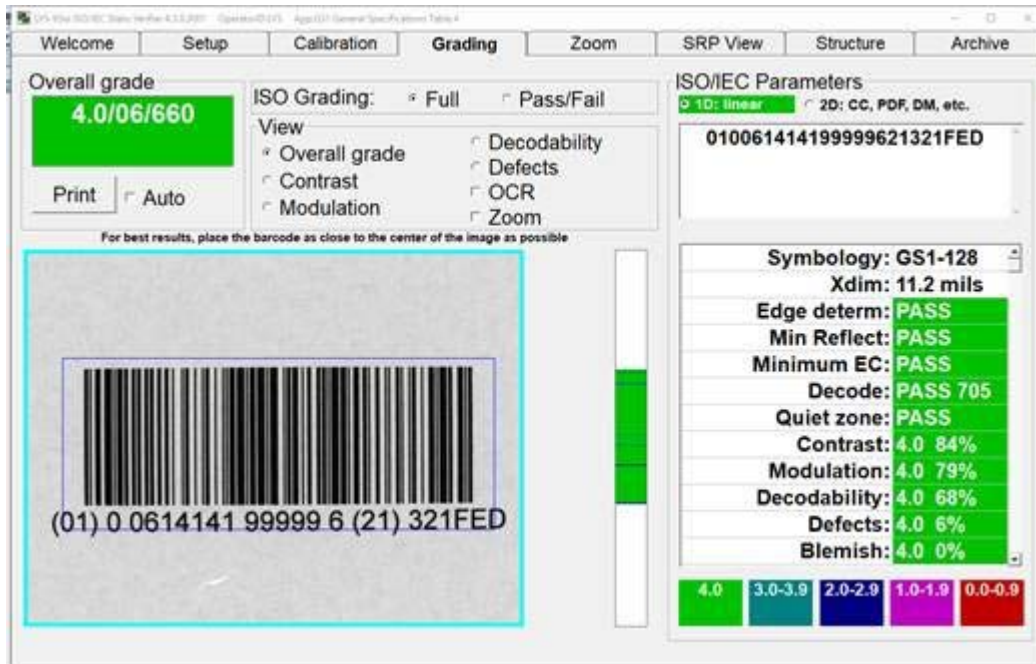 Welcome Setup Calibration Grading Zoom SRP View Structure Archive
Overall grade
4.0/06/660
Print Auto
ISO Grading: Full Pass/Fail
View
Overall grade
Contrast
Modulation
Decodability
Defects
OCR
Zoom
For best results, place the barcode as close to the center of the image as possible
(01) 0 0614141 99999 6 (21) 321FED
ISO/IEC Parameters
1D: linear 2D: CC, PDF, DM, etc.
010061414199999621321FED
Symbology: GS1-128
Xdim: 11.2 mils
Edge determ: PASS
Min Reflect: PASS
Minimum EC: PASS
Decode: PASS 705
Quiet zone: PASS
Contrast: 4.0 84%
Modulation: 4.0 79%
Decodability: 4.0 68%
Defects: 4.0 6%
Blemish: 4.0 0%
4.0 3.0-3.9 2.0-2.9 1.0-1.9 0.0-0.9